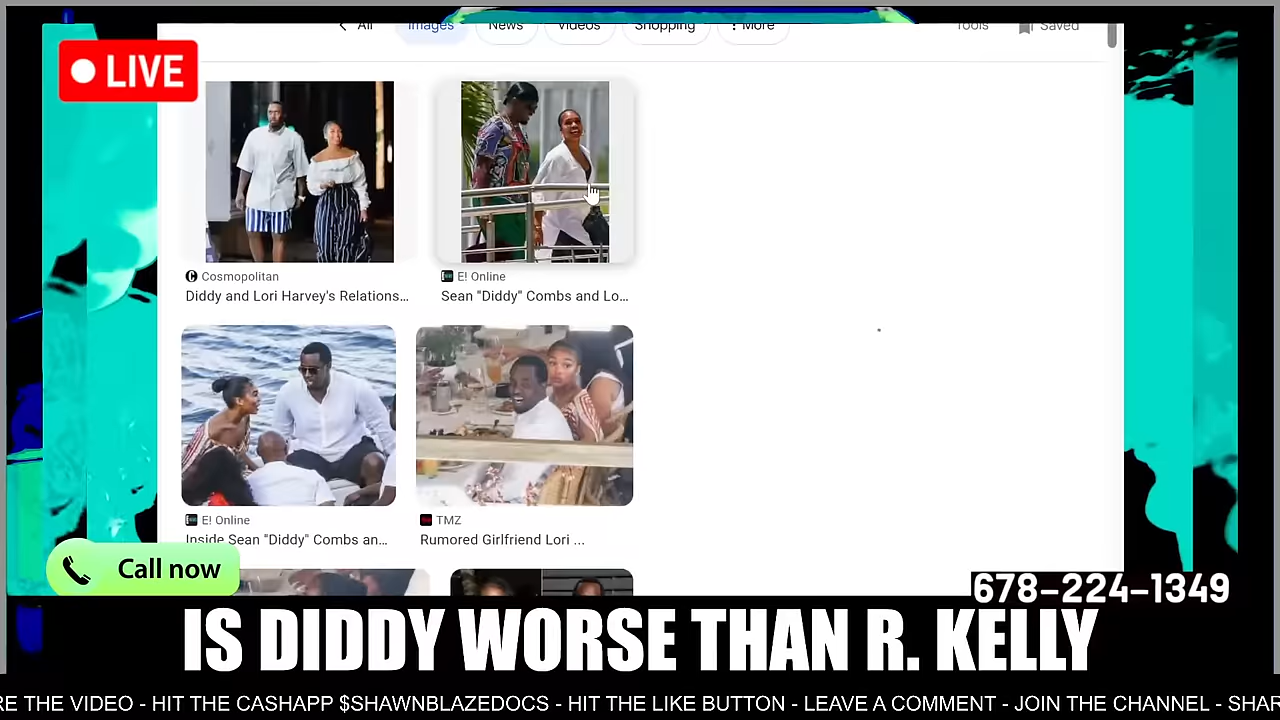 All
Images
News
Videos
Shopping
More
Tools
Saved
LIVE
Cosmopolitan
Diddy and Lori Harvey's Relations...
E! Online
Sean "Diddy" Combs and Lo...
E! Online
Inside Sean "Diddy" Combs an...
TMZ
Rumored Girlfriend Lori ...
Call now
678-224-1349
IS DIDDY WORSE THAN R. KELLY
RE THE VIDEO - HIT THE CASHAPP $SHAWNBLAZEDOCS - HIT THE LIKE BUTTON - LEAVE A COMMENT - JOIN THE CHANNEL - SHAR